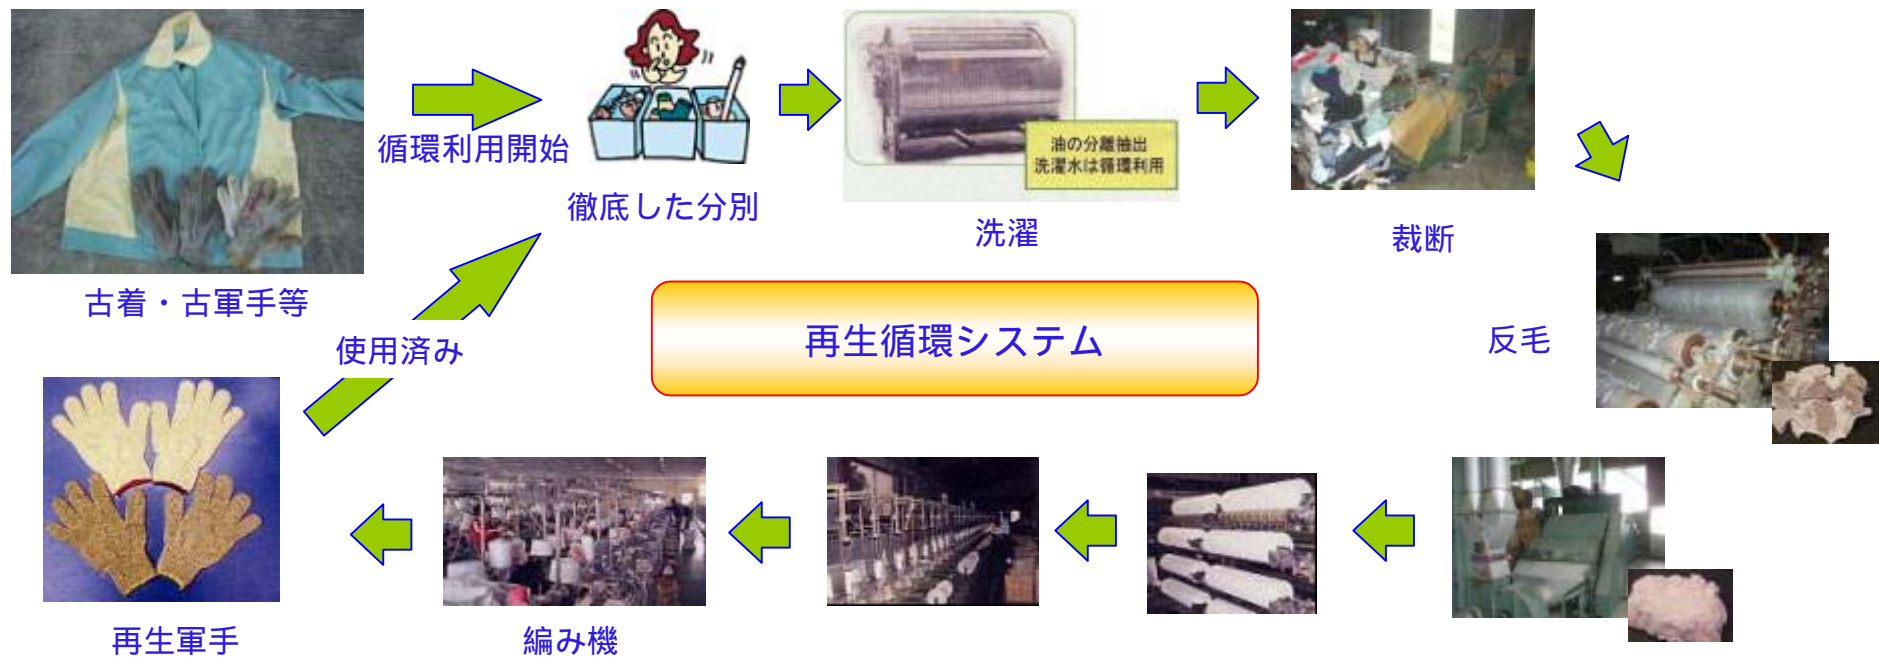 循環利用開始
徹底した分別
油の分離抽出
洗濯水は循環利用
洗濯
裁断
古着・古軍手等
使用済み
再生循環システム
反毛
再生軍手
編み機